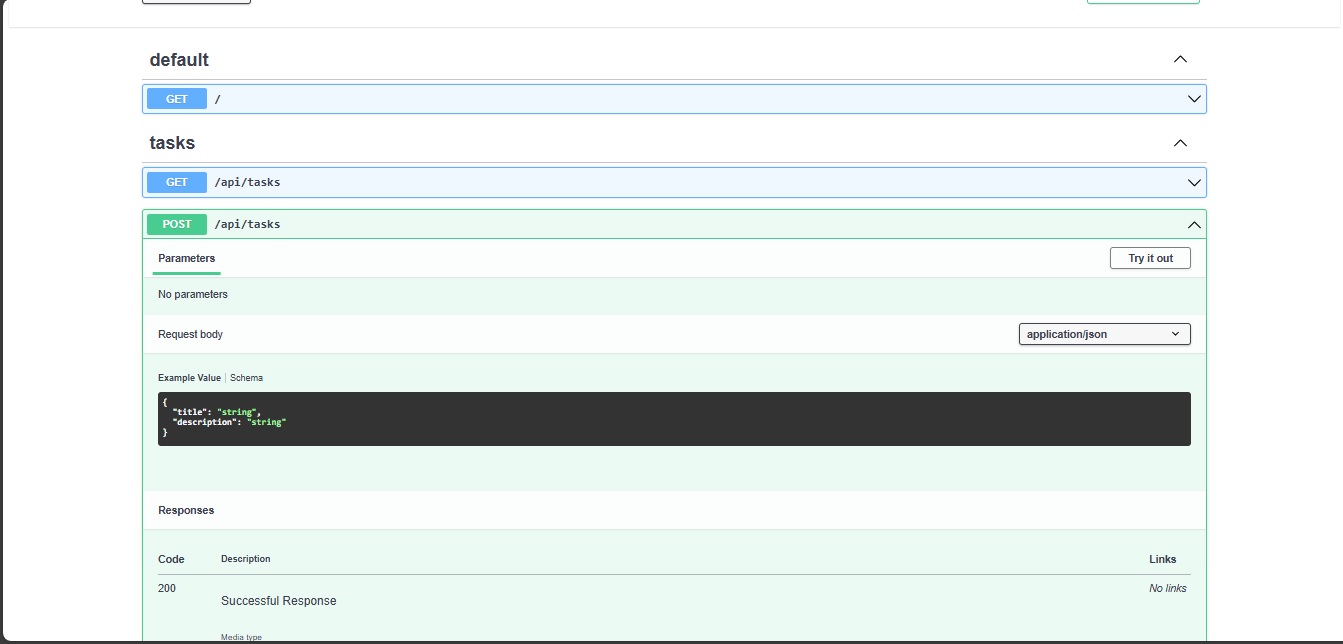 default
GET /
tasks
GET /api/tasks
POST /api/tasks
Parameters Try it out
No parameters
Request body application/json
Example Value Schema
{
"title": "string",
"description": "string"
}
Responses
Code Description Links
200 Successful Response No links
Media type